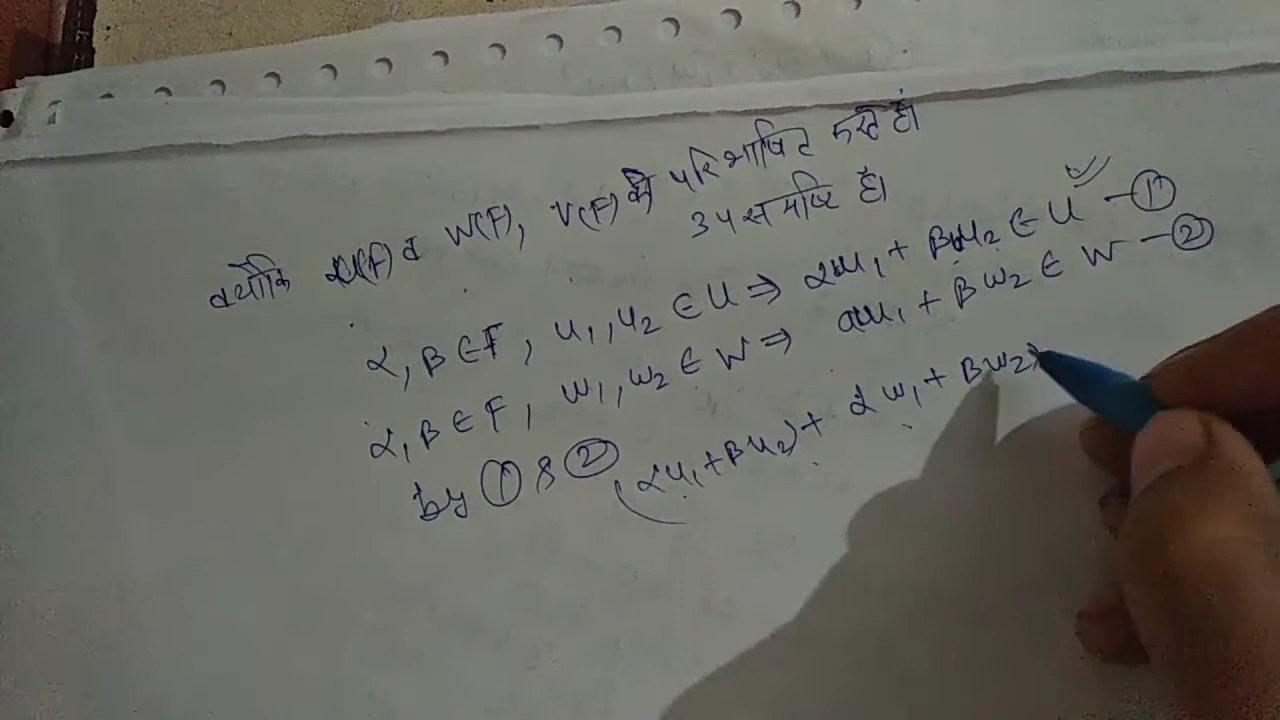 क्योंकि U(F) व W(F), V(F) को परिभाषित करते हैं।
उपसमष्टि है।
α, β ∈ F, u₁, u₂ ∈ U ⇒ αu₁ + βu₂ ∈ U —①
α, β ∈ F, w₁, w₂ ∈ W ⇒ αu₁ + βw₂ ∈ W —②
by ① & ② (αu₁ + βu₂) + αw₁ + βw₂)